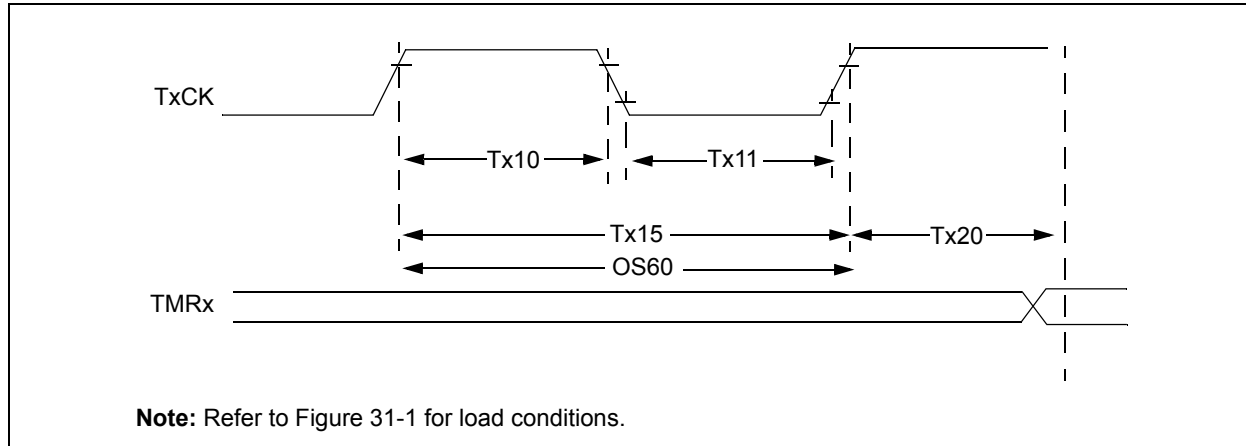 TxCK
Tx10
Tx11
Tx15
Tx20
OS60
TMRx
Note: Refer to Figure 31-1 for load conditions.